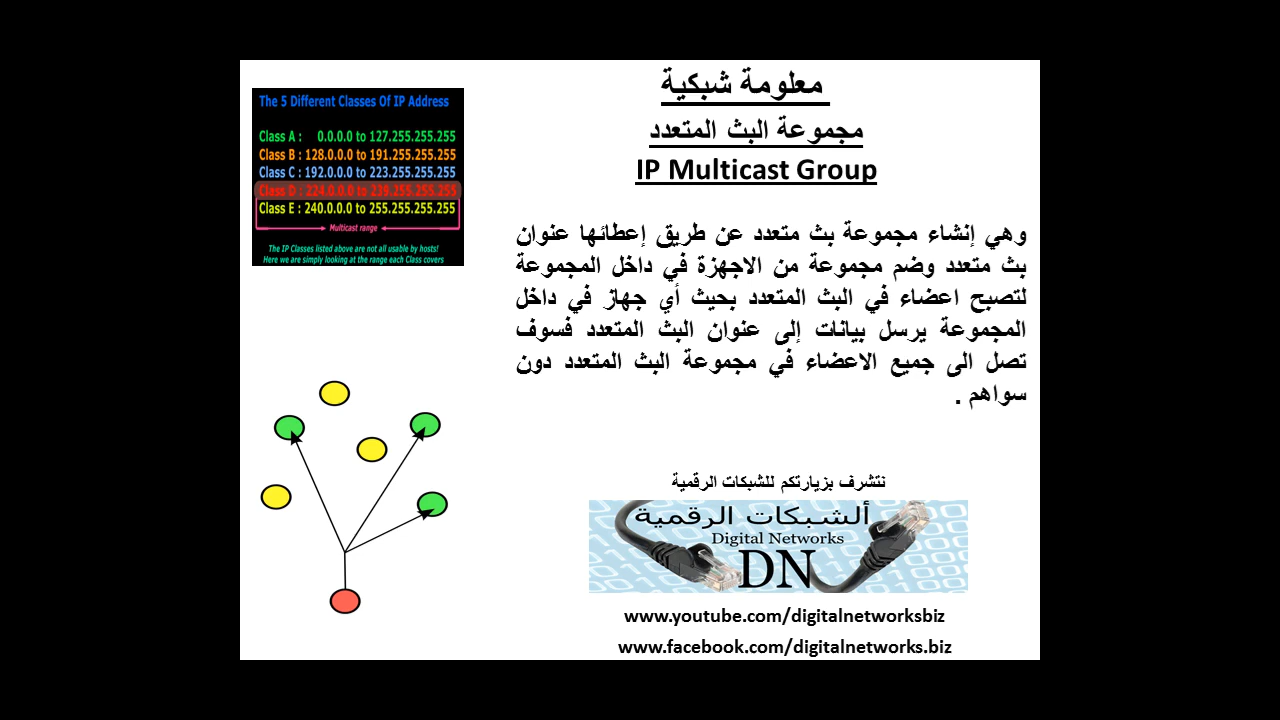 معلومة شبكية
مجموعة البث المتعدد
IP Multicast Group
The 5 Different Classes Of IP Address
Class A : 0.0.0.0 to 127.255.255.255
Class B : 128.0.0.0 to 191.255.255.255
Class C : 192.0.0.0 to 223.255.255.255
Class D : 224.0.0.0 to 239.255.255.255
Class E : 240.0.0.0 to 255.255.255.255
Multicast range
The IP Classes listed above are not all usable by hosts!
Here we are simply looking at the range each Class covers
وهي إنشاء مجموعة بث متعدد عن طريق إعطائها عنوان
بث متعدد وضم مجموعة من الاجهزة في داخل المجموعة
لتصبح اعضاء في البث المتعدد بحيث أي جهاز في داخل
المجموعة يرسل بيانات إلى عنوان البث المتعدد فسوف
تصل الى جميع الاعضاء في مجموعة البث المتعدد دون
سواهم .
نتشرف بزيارتكم للشبكات الرقمية
ألشبكات الرقمية
Digital Networks
DN
www.youtube.com/digitalnetworksbiz
www.facebook.com/digitalnetworks.biz